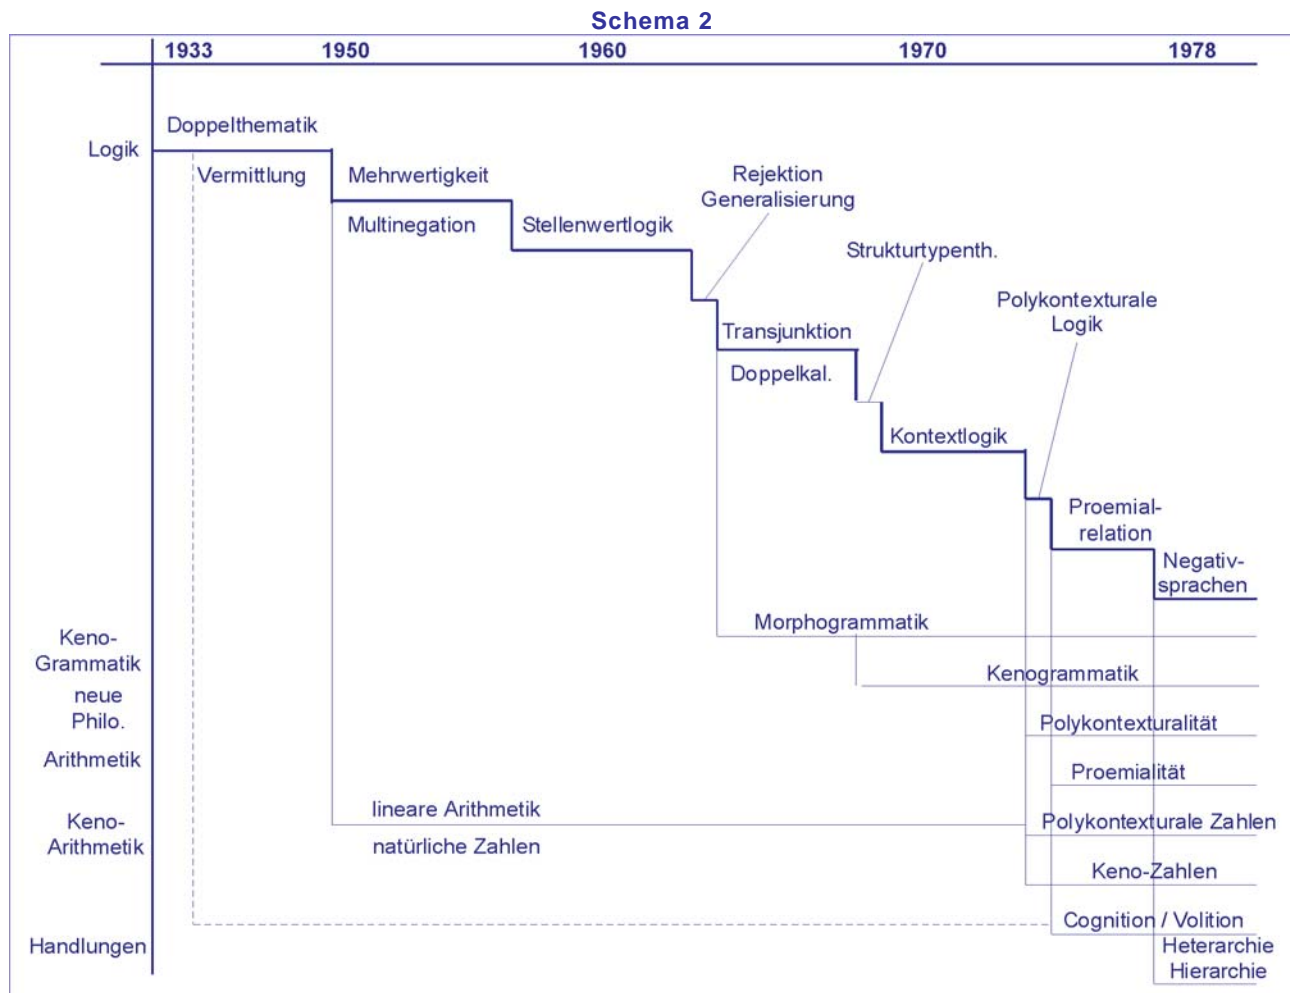 Schema 2
1933 1950 1960 1970 1978
Doppelthematik
Logik
Vermittlung
Mehrwertigkeit
Multinegation
Stellenwertlogik
Rejektion
Generalisierung
Strukturtypenth.
Polykontexturale
Logik
Transjunktion
Doppelkal.
Kontextlogik
Proemial-
relation
Negativ-
sprachen
Morphogrammatik
Keno-
Grammatik
Kenogrammatik
neue
Philo.
Polykontexturalität
Arithmetik
Proemialität
lineare Arithmetik
natürliche Zahlen
Keno-
Arithmetik
Polykontexturale Zahlen
Keno-Zahlen
Cognition / Volition
Handlungen
Heterarchie
Hierarchie